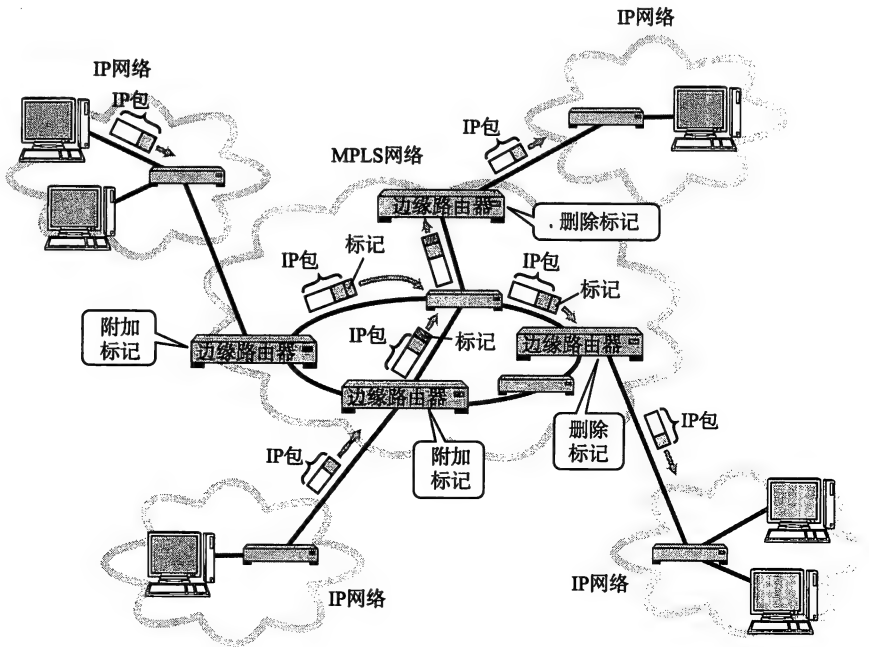 IP网络
IP网络
IP包
IP包
MPLS网络
边缘路由器
.删除标记
IP包
标记
IP包
标记
附加
标记
边缘路由器
IP包
标记
边缘路由器
边缘路由器
IP包
附加
标记
删除
标记
IP包
IP网络
IP网络